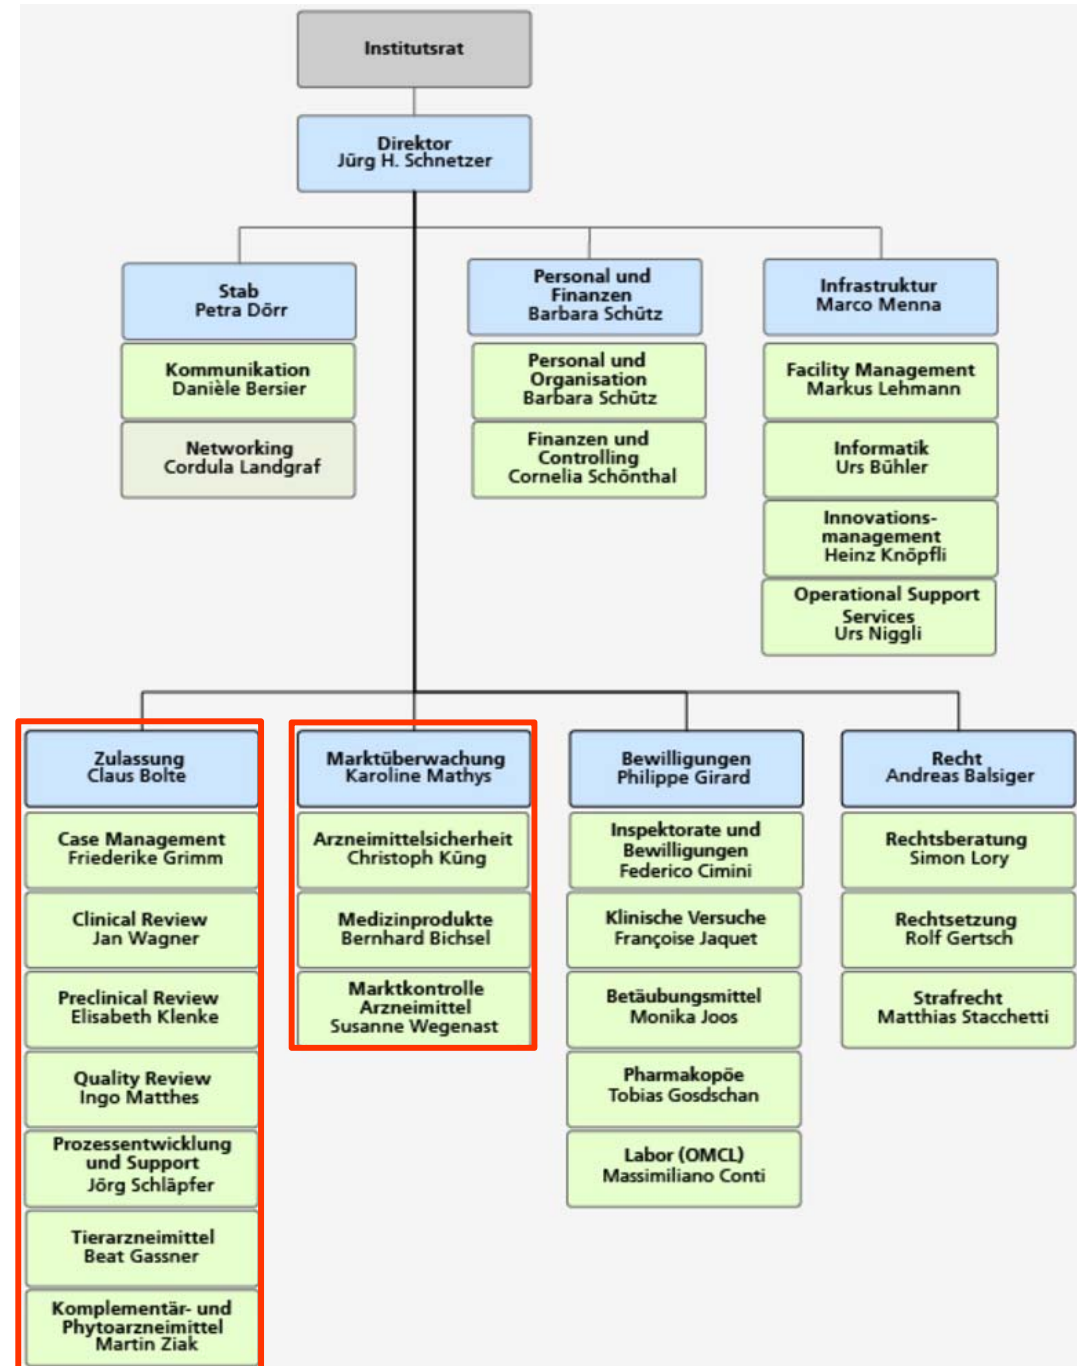 Institutsrat
Direktor
Jürg H. Schnetzer
Stab
Petra Dörr
Kommunikation
Danièle Bersier
Networking
Cordula Landgraf
Personal und
Finanzen
Barbara Schütz
Personal und
Organisation
Barbara Schütz
Finanzen und
Controlling
Cornelia Schönthal
Infrastruktur
Marco Menna
Facility Management
Markus Lehmann
Informatik
Urs Bühler
Innovations-
management
Heinz Knöpfli
Operational Support
Services
Urs Niggli
Zulassung
Claus Bolte
Case Management
Friederike Grimm
Clinical Review
Jan Wagner
Preclinical Review
Elisabeth Klenke
Quality Review
Ingo Matthes
Prozessentwicklung
und Support
Jörg Schläpfer
Tierarzneimittel
Beat Gassner
Komplementär- und
Phytoarzneimittel
Martin Ziak
Marktüberwachung
Karoline Mathys
Arzneimittelsicherheit
Christoph Küng
Medizinprodukte
Bernhard Bichsel
Marktkontrolle
Arzneimittel
Susanne Wegenast
Bewilligungen
Philippe Girard
Inspektorate und
Bewilligungen
Federico Cimini
Klinische Versuche
Françoise Jaquet
Betäubungsmittel
Monika Joos
Pharmakopöe
Tobias Gosdschan
Labor (OMCL)
Massimiliano Conti
Recht
Andreas Balsiger
Rechtsberatung
Simon Lory
Rechtsetzung
Rolf Gertsch
Strafrecht
Matthias Stacchetti